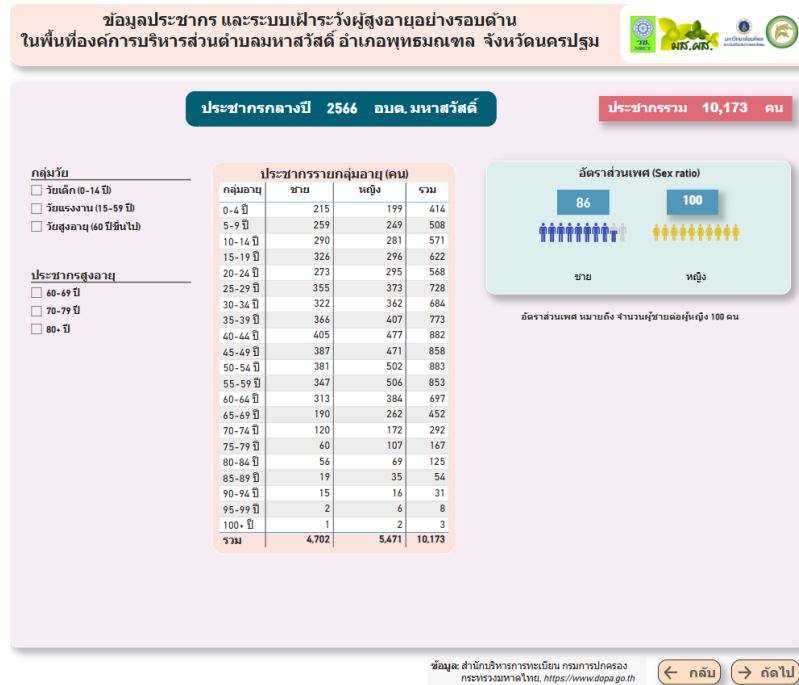 ข้อมูลประชากร และระบบเฝ้าระวังผู้สูงอายุอย่างรอบด้าน
ในพื้นที่องค์การบริหารส่วนตำบลมหาสวัสดิ์ อำเภอพุทธมณฑล จังหวัดนครปฐม
มส.ผส.
มหาวิทยาลัยมหิดล
ประชากรกลางปี 2566 อบต. มหาสวัสดิ์
ประชากรรวม 10,173 คน
กลุ่มวัย
วัยเด็ก (0-14 ปี)
วัยแรงงาน (15-59 ปี)
วัยสูงอายุ (60 ปีขึ้นไป)
ประชากรสูงอายุ
60-69 ปี
70-79 ปี
80+ ปี
ประชากรรายกลุ่มอายุ (คน)
กลุ่มอายุ ชาย หญิง รวม
0-4 ปี 215 199 414
5-9 ปี 259 249 508
10-14 ปี 290 281 571
15-19 ปี 326 296 622
20-24 ปี 273 295 568
25-29 ปี 355 373 728
30-34 ปี 322 362 684
35-39 ปี 366 407 773
40-44 ปี 405 477 882
45-49 ปี 387 471 858
50-54 ปี 381 502 883
55-59 ปี 347 506 853
60-64 ปี 313 384 697
65-69 ปี 190 262 452
70-74 ปี 120 172 292
75-79 ปี 60 107 167
80-84 ปี 56 69 125
85-89 ปี 19 35 54
90-94 ปี 15 16 31
95-99 ปี 2 6 8
100+ ปี 1 2 3
รวม 4,702 5,471 10,173
อัตราส่วนเพศ (Sex ratio)
86 100
ชาย หญิง
อัตราส่วนเพศ หมายถึง จำนวนผู้ชายต่อผู้หญิง 100 คน
ข้อมูล: สำนักบริหารการทะเบียน กรมการปกครอง
กระทรวงมหาดไทย, https://www.dopa.go.th
กลับ
ถัดไป